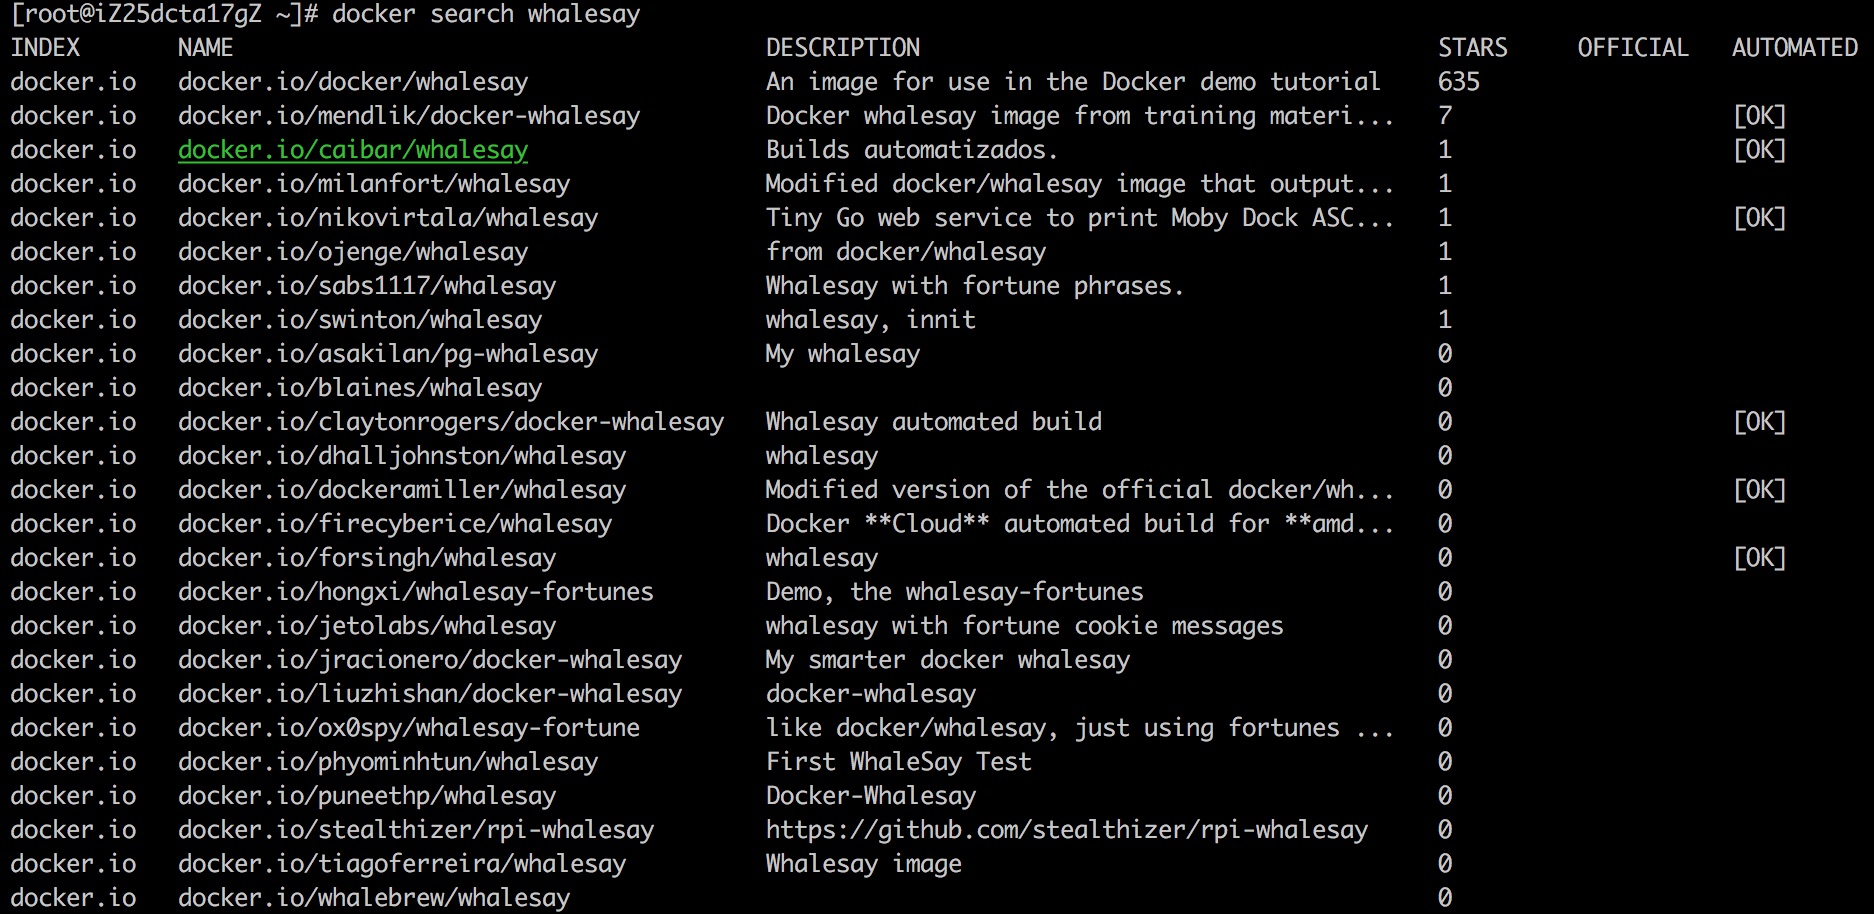 [root@iZ25dcta17gZ ~]# docker search whalesay
INDEX NAME DESCRIPTION STARS OFFICIAL AUTOMATED
docker.io docker.io/docker/whalesay An image for use in the Docker demo tutorial 635
docker.io docker.io/mendlik/docker-whalesay Docker whalesay image from training materi... 7 [OK]
docker.io docker.io/caibar/whalesay Builds automatizados. 1 [OK]
docker.io docker.io/milanfort/whalesay Modified docker/whalesay image that output... 1
docker.io docker.io/nikovirtala/whalesay Tiny Go web service to print Moby Dock ASC... 1 [OK]
docker.io docker.io/ojenge/whalesay from docker/whalesay 1
docker.io docker.io/sabs1117/whalesay Whalesay with fortune phrases. 1
docker.io docker.io/swinton/whalesay whalesay, innit 1
docker.io docker.io/asakilan/pg-whalesay My whalesay 0
docker.io docker.io/blaines/whalesay 0
docker.io docker.io/claytonrogers/docker-whalesay Whalesay automated build 0 [OK]
docker.io docker.io/dhalljohnston/whalesay whalesay 0
docker.io docker.io/dockeramiller/whalesay Modified version of the official docker/wh... 0 [OK]
docker.io docker.io/firecyberice/whalesay Docker **Cloud** automated build for **amd... 0
docker.io docker.io/forsingh/whalesay whalesay 0 [OK]
docker.io docker.io/hongxi/whalesay-fortunes Demo, the whalesay-fortunes 0
docker.io docker.io/jetolabs/whalesay whalesay with fortune cookie messages 0
docker.io docker.io/jracionero/docker-whalesay My smarter docker whalesay 0
docker.io docker.io/liuzhishan/docker-whalesay docker-whalesay 0
docker.io docker.io/ox0spy/whalesay-fortune like docker/whalesay, just using fortunes ... 0
docker.io docker.io/phyominhtun/whalesay First WhaleSay Test 0
docker.io docker.io/puneethp/whalesay Docker-Whalesay 0
docker.io docker.io/stealthizer/rpi-whalesay https://github.com/stealthizer/rpi-whalesay 0
docker.io docker.io/tiagoferreira/whalesay Whalesay image 0
docker.io docker.io/whalebrew/whalesay 0